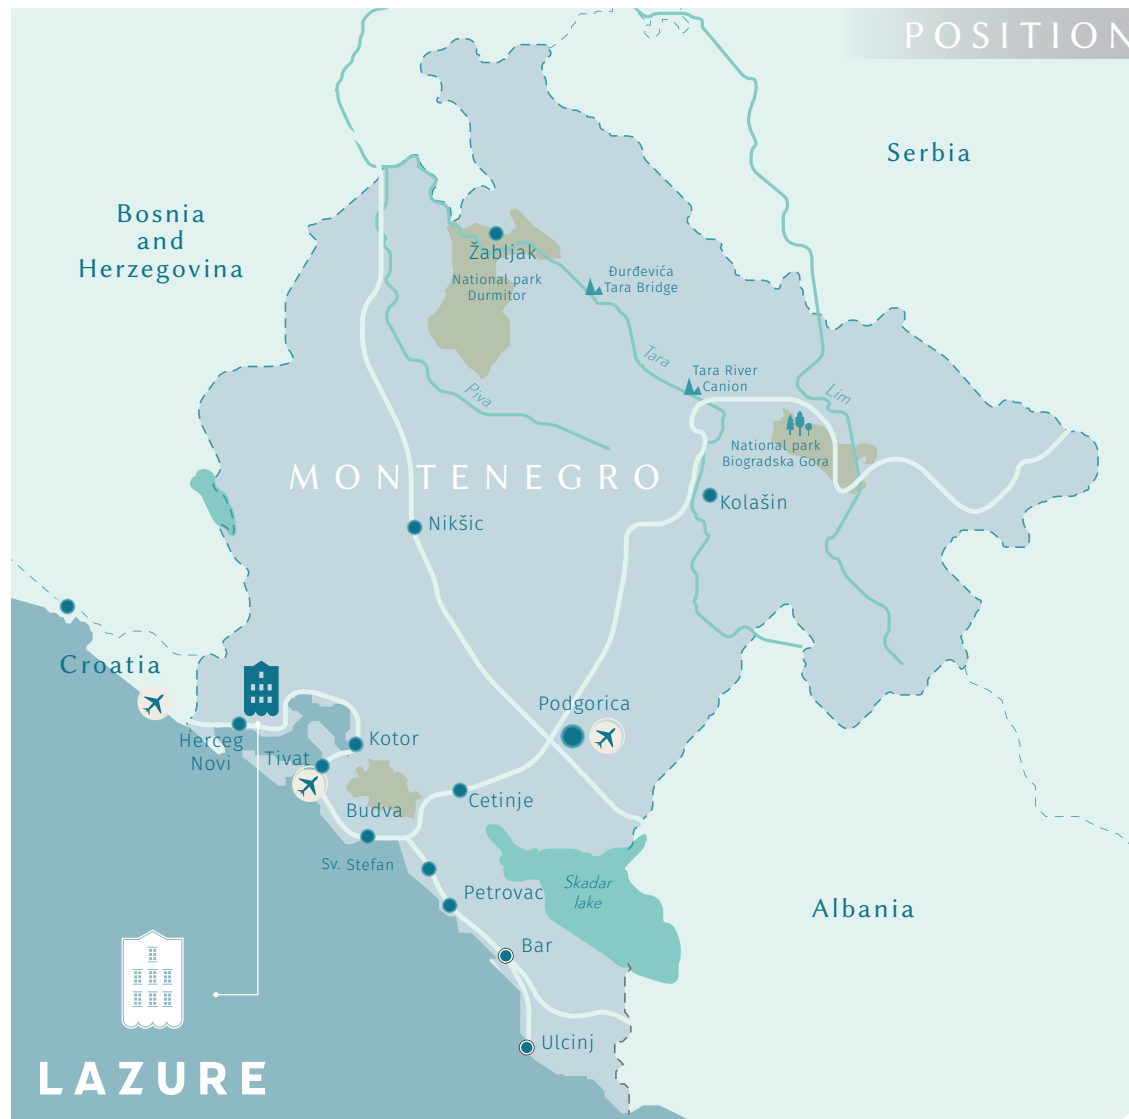 POSITION
Serbia
Bosnia
and
Herzegovina
Žabljak
National park
Durmitor
Đurđevića
Tara Bridge
Tara
Tara River
Canion
Piva
Lim
National park
Biogradska Gora
MONTENEGRO
Kolašin
Nikšic
Croatia
Podgorica
Herceg
Novi
Kotor
Tivat
Cetinje
Budva
Sv. Stefan
Skadar
lake
Petrovac
Albania
Bar
Ulcinj
LAZURE